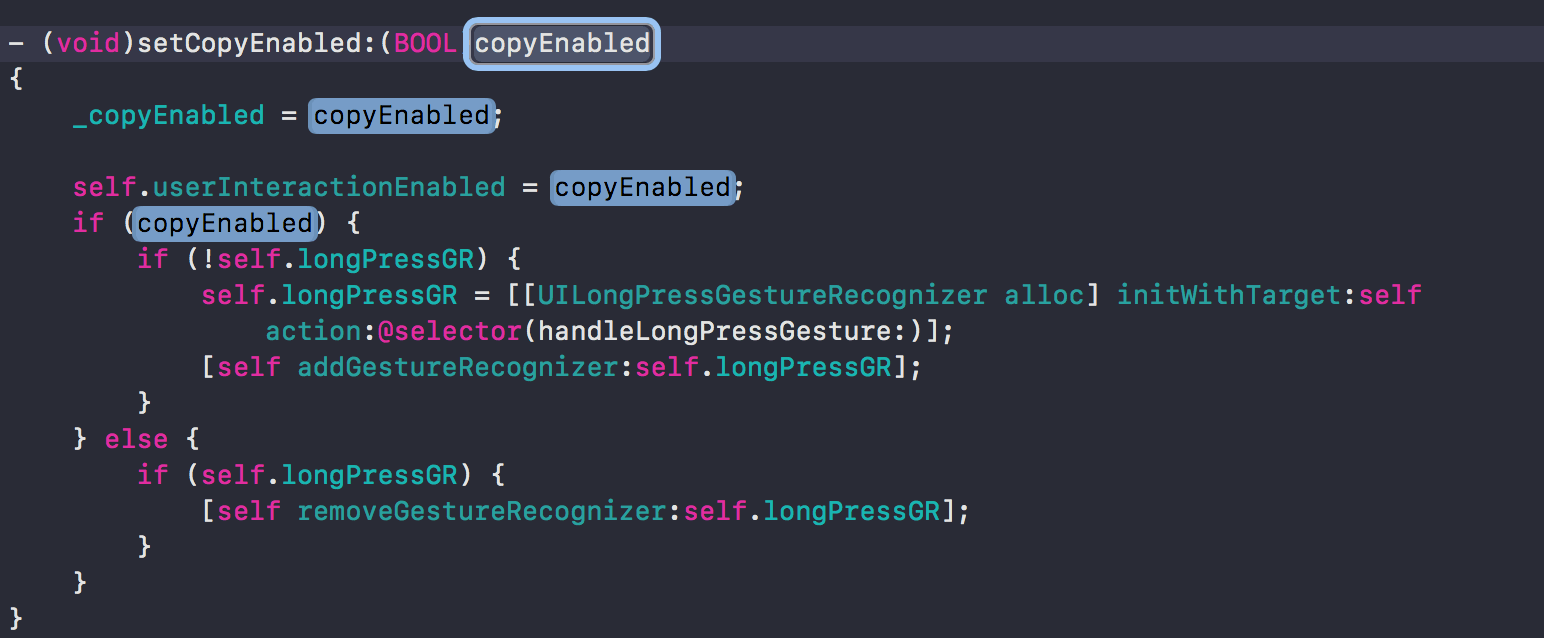 - (void)setCopyEnabled:(BOOL copyEnabled
{
    _copyEnabled = copyEnabled;

    self.userInteractionEnabled = copyEnabled;
    if (copyEnabled) {
        if (!self.longPressGR) {
            self.longPressGR = [[UILongPressGestureRecognizer alloc] initWithTarget:self
                action:@selector(handleLongPressGesture:)];
            [self addGestureRecognizer:self.longPressGR];
        }
    } else {
        if (self.longPressGR) {
            [self removeGestureRecognizer:self.longPressGR];
        }
    }
}